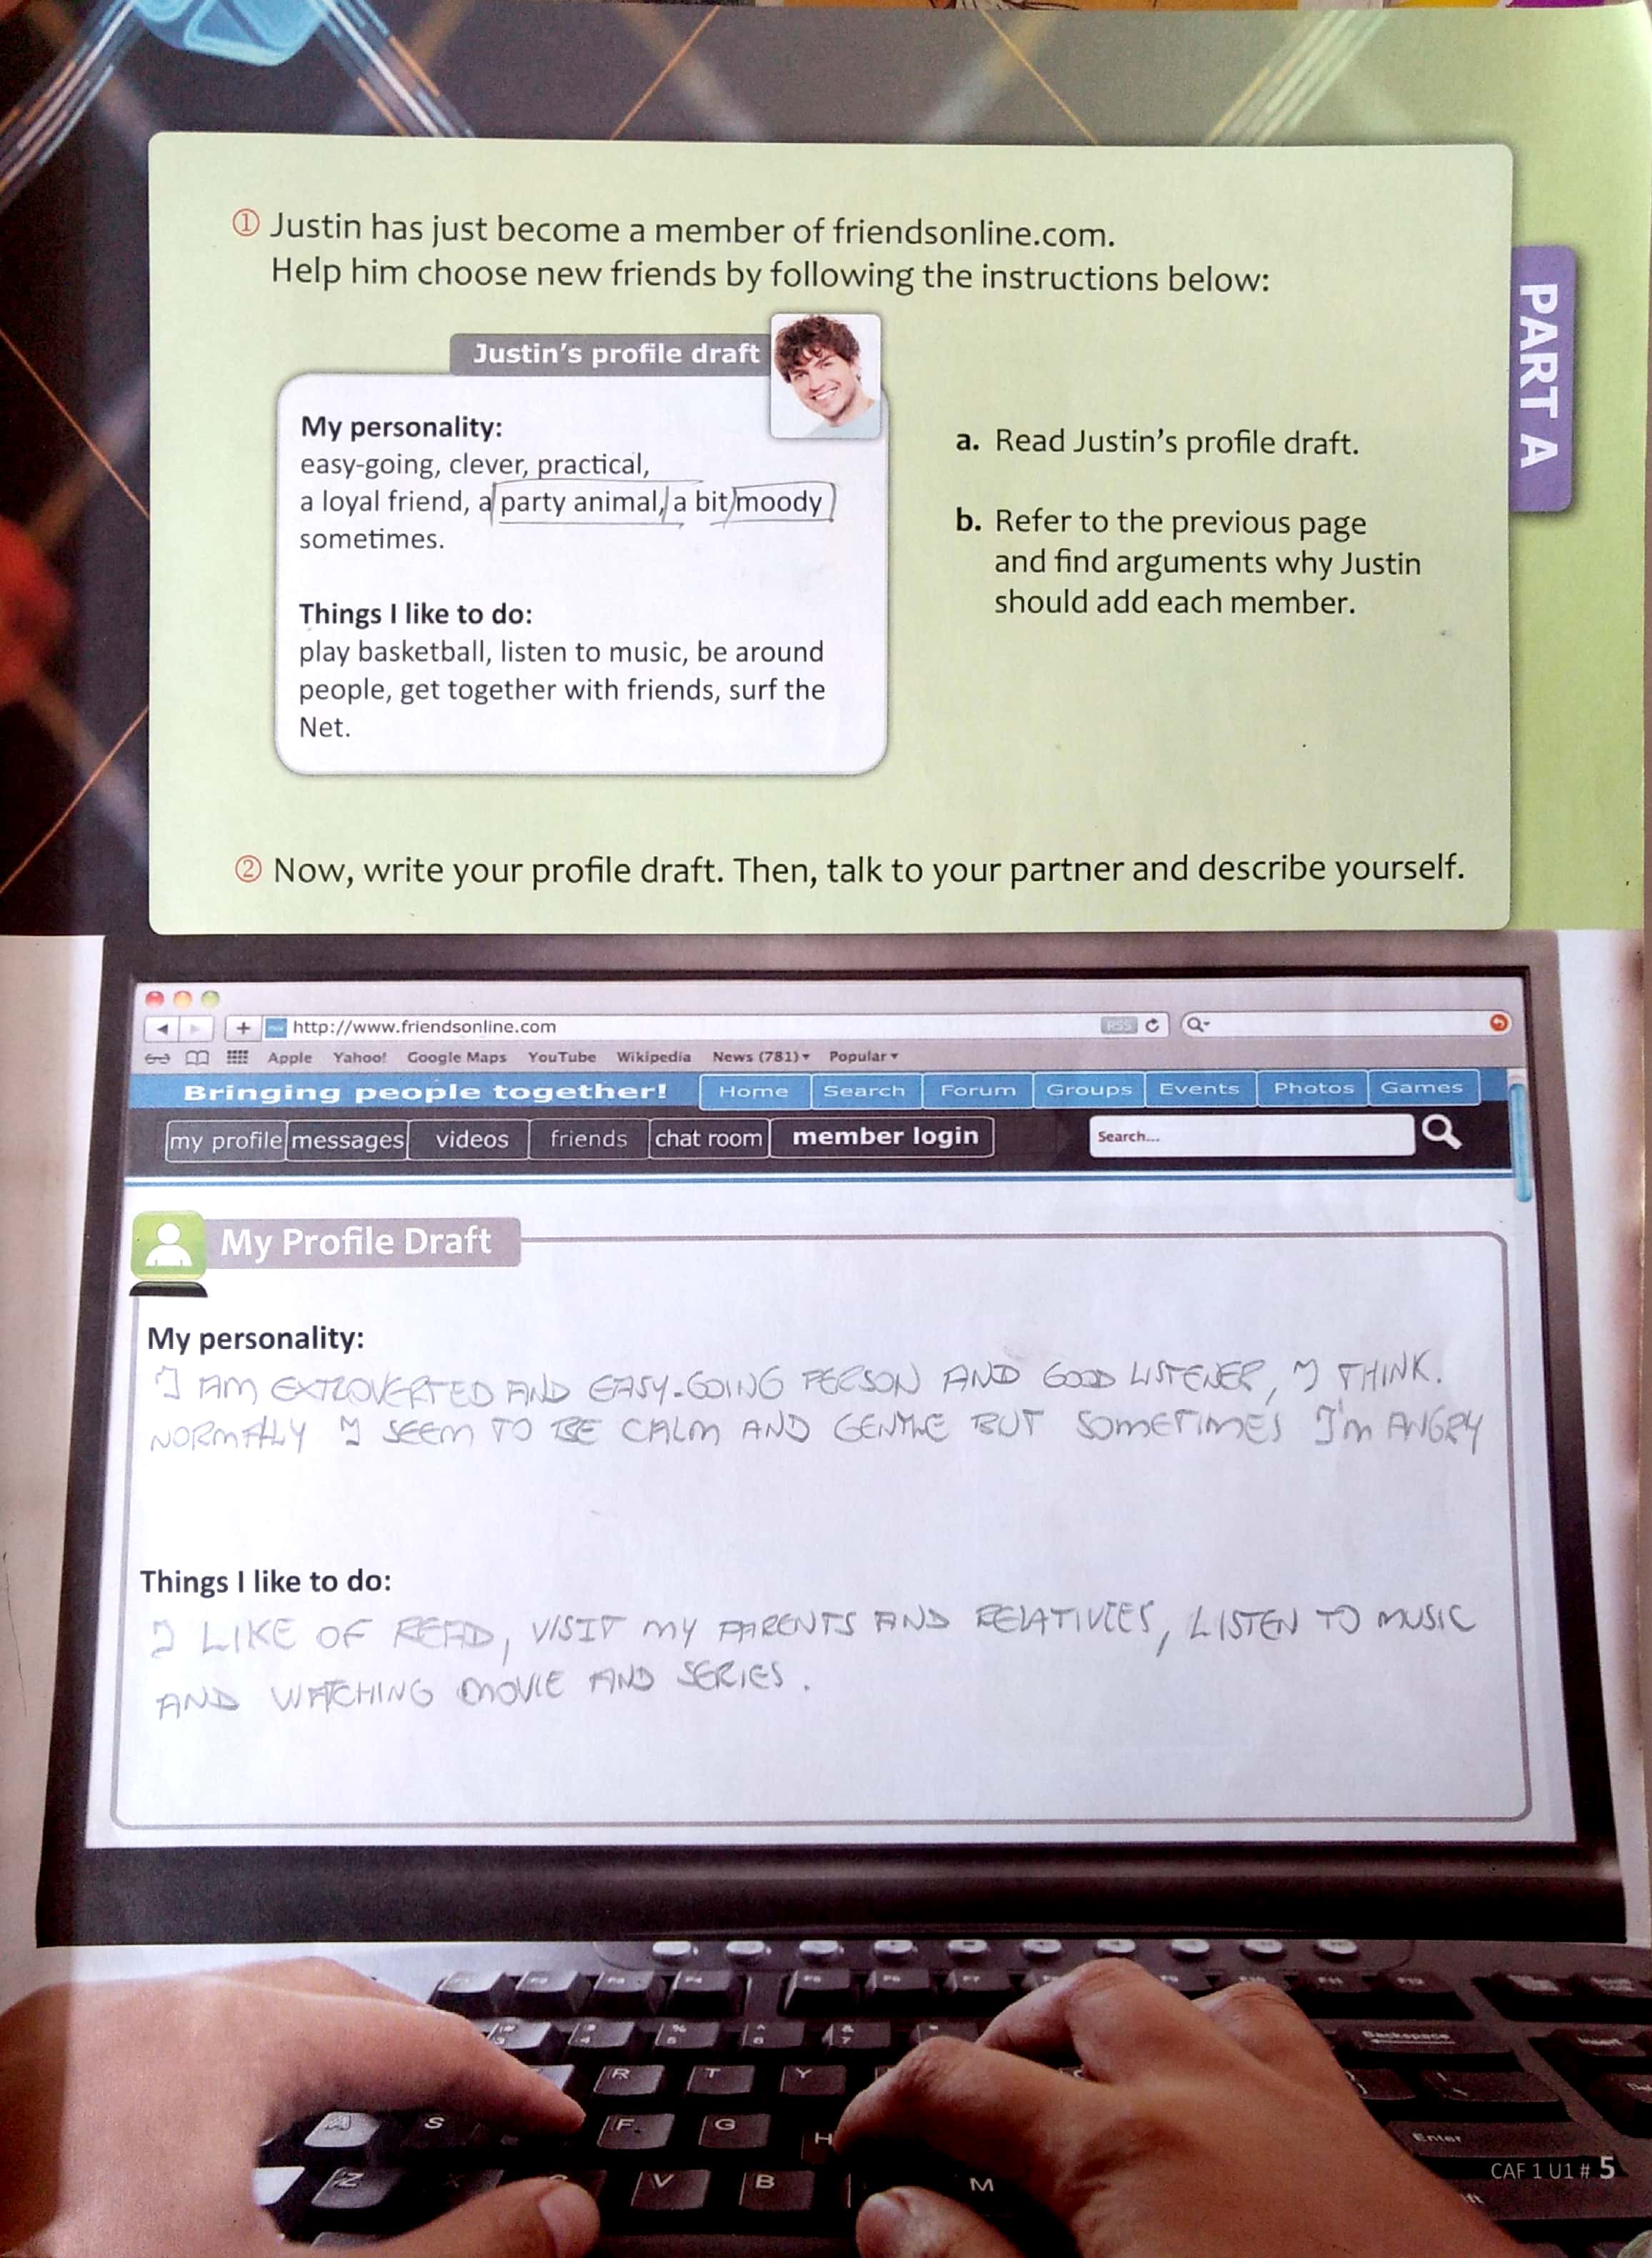 ① Justin has just become a member of friendsonline.com.
Help him choose new friends by following the instructions below:
PART A
Justin's profile draft
My personality:
easy-going, clever, practical,
a loyal friend, a party animal, a bit moody
sometimes.
Things I like to do:
play basketball, listen to music, be around
people, get together with friends, surf the
Net.
a. Read Justin's profile draft.
b. Refer to the previous page
and find arguments why Justin
should add each member.
② Now, write your profile draft. Then, talk to your partner and describe yourself.
http://www.friendsonline.com
RSS
Apple Yahoo! Google Maps YouTube Wikipedia News (781) Popular
Bringing people together! Home Search Forum Groups Events Photos Games
my profile messages videos friends chat room member login Search...
My Profile Draft
My personality:
I AM EXTROVERTED AND EASY-GOING PERSON AND GOOD LISTENER, I THINK.
NORMALLY I SEEM TO BE CALM AND GENTLE BUT SOMETIMES I'M ANGRY
Things I like to do:
I LIKE OF READ, VISIT MY PARENTS AND RELATIVIES, LISTEN TO MUSIC
AND WATCHING MOVIE AND SERIES.
Backspace
R T Y
A S F G H
Enter
Z V B M
CAF 1 U1 # 5